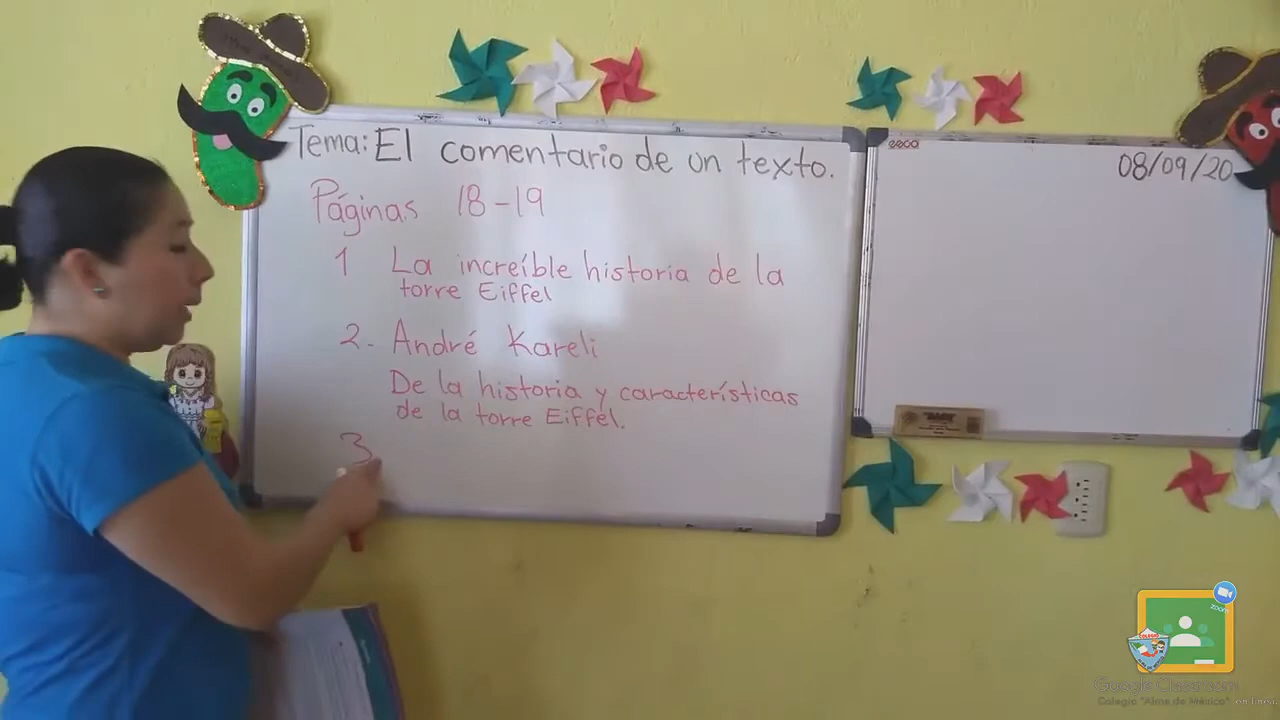 Tema: El comentario de un texto.
Páginas 18-19
1 La increíble historia de la
torre Eiffel
2. André Kareli
De la historia y características
de la torre Eiffel.
3
08/09/20
zoom
Google Classroom
Colegio "Alma de México" on línea